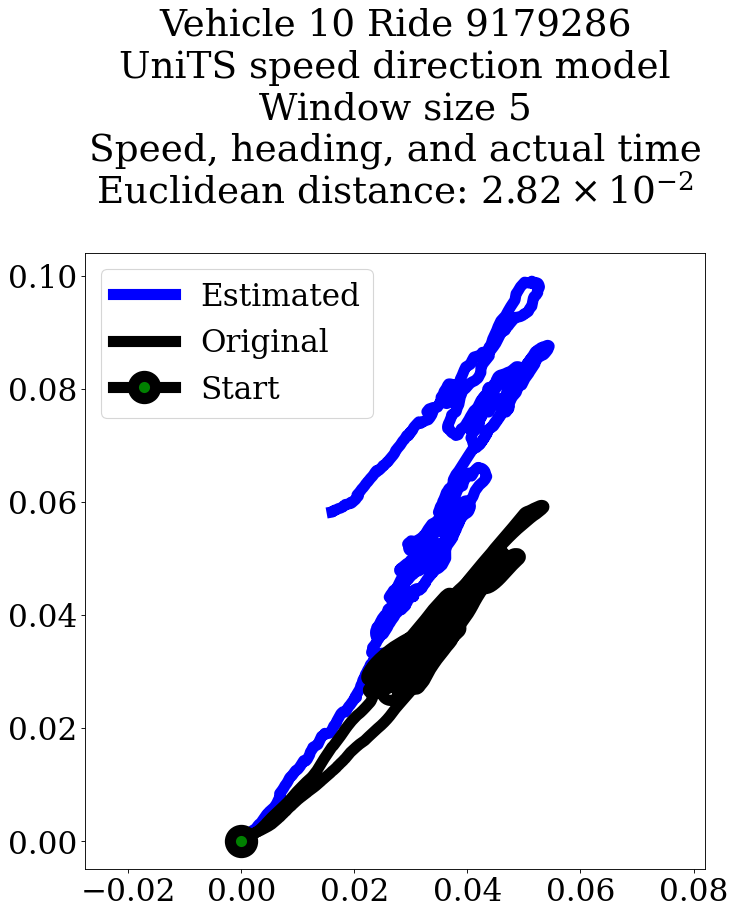 Vehicle 10 Ride 9179286
UniTS speed direction model
Window size 5
Speed, heading, and actual time
Euclidean distance: 2.82 × 10⁻²
0.10
0.08
0.06
0.04
0.02
0.00
Estimated
Original
Start
−0.02 0.00 0.02 0.04 0.06 0.08